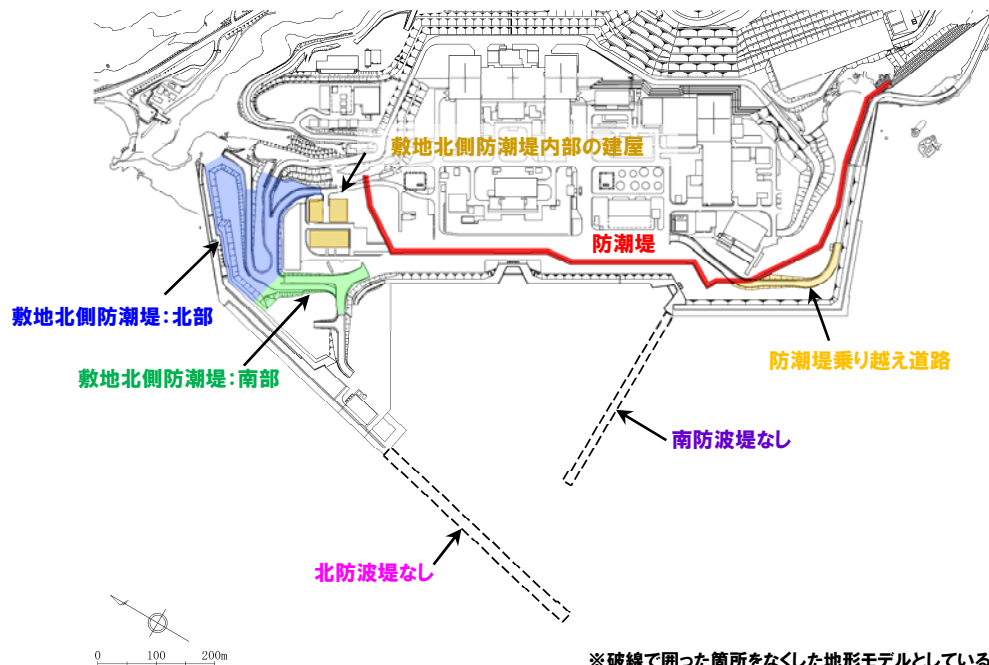 敷地北側防潮堤内部の建屋
防潮堤
敷地北側防潮堤：北部
防潮堤乗り越え道路
敷地北側防潮堤：南部
南防波堤なし
北防波堤なし
0 100 200m
※破線で囲った箇所をなくした地形モデルとしている